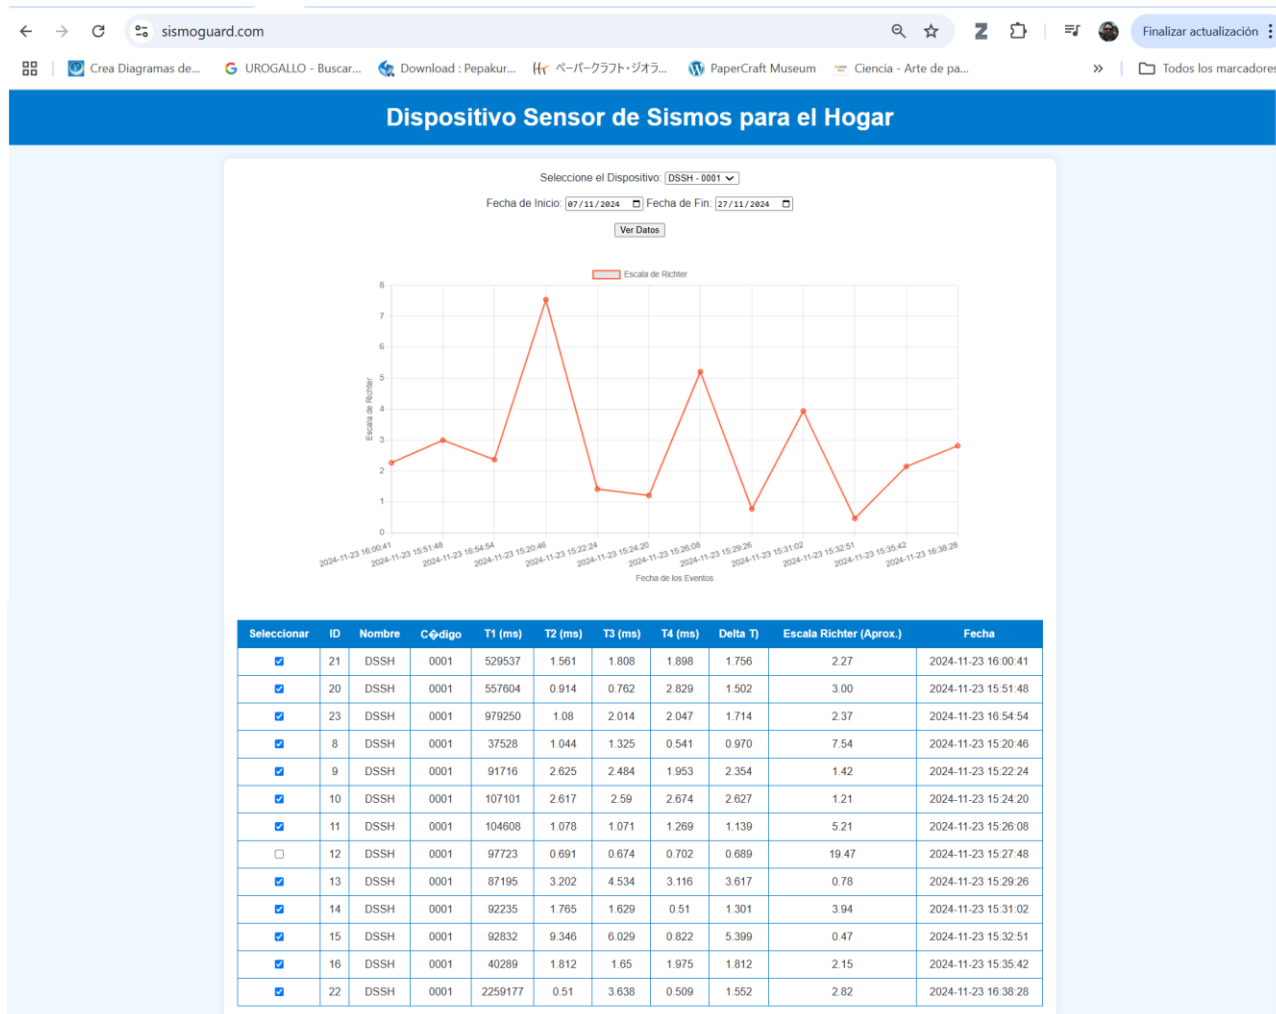 sismoguard.com
Finalizar actualización
Crea Diagramas de...
UROGALLO - Buscar...
Download : Pepakur...
ペーパークラフト・ジオラ...
PaperCraft Museum
Ciencia - Arte de pa...
»
Todos los marcadores
Dispositivo Sensor de Sismos para el Hogar
Seleccione el Dispositivo: DSSH - 0001
Fecha de Inicio: 07/11/2024 Fecha de Fin: 27/11/2024
Ver Datos
Escala de Richter
8
7
6
5
4
3
2
1
0
Escala de Richter
2024-11-23 16:00:41
2024-11-23 15:51:48
2024-11-23 16:54:54
2024-11-23 15:20:46
2024-11-23 15:22:24
2024-11-23 15:24:20
2024-11-23 15:26:08
2024-11-23 15:29:26
2024-11-23 15:31:02
2024-11-23 15:32:51
2024-11-23 15:35:42
2024-11-23 16:38:28
Fecha de los Eventos
Seleccionar ID Nombre C�digo T1 (ms) T2 (ms) T3 (ms) T4 (ms) Delta T) Escala Richter (Aprox.) Fecha
21 DSSH 0001 529537 1.561 1.808 1.898 1.756 2.27 2024-11-23 16:00:41
20 DSSH 0001 557604 0.914 0.762 2.829 1.502 3.00 2024-11-23 15:51:48
23 DSSH 0001 979250 1.08 2.014 2.047 1.714 2.37 2024-11-23 16:54:54
8 DSSH 0001 37528 1.044 1.325 0.541 0.970 7.54 2024-11-23 15:20:46
9 DSSH 0001 91716 2.625 2.484 1.953 2.354 1.42 2024-11-23 15:22:24
10 DSSH 0001 107101 2.617 2.59 2.674 2.627 1.21 2024-11-23 15:24:20
11 DSSH 0001 104608 1.078 1.071 1.269 1.139 5.21 2024-11-23 15:26:08
12 DSSH 0001 97723 0.691 0.674 0.702 0.689 19.47 2024-11-23 15:27:48
13 DSSH 0001 87195 3.202 4.534 3.116 3.617 0.78 2024-11-23 15:29:26
14 DSSH 0001 92235 1.765 1.629 0.51 1.301 3.94 2024-11-23 15:31:02
15 DSSH 0001 92832 9.346 6.029 0.822 5.399 0.47 2024-11-23 15:32:51
16 DSSH 0001 40289 1.812 1.65 1.975 1.812 2.15 2024-11-23 15:35:42
22 DSSH 0001 2259177 0.51 3.638 0.509 1.552 2.82 2024-11-23 16:38:28